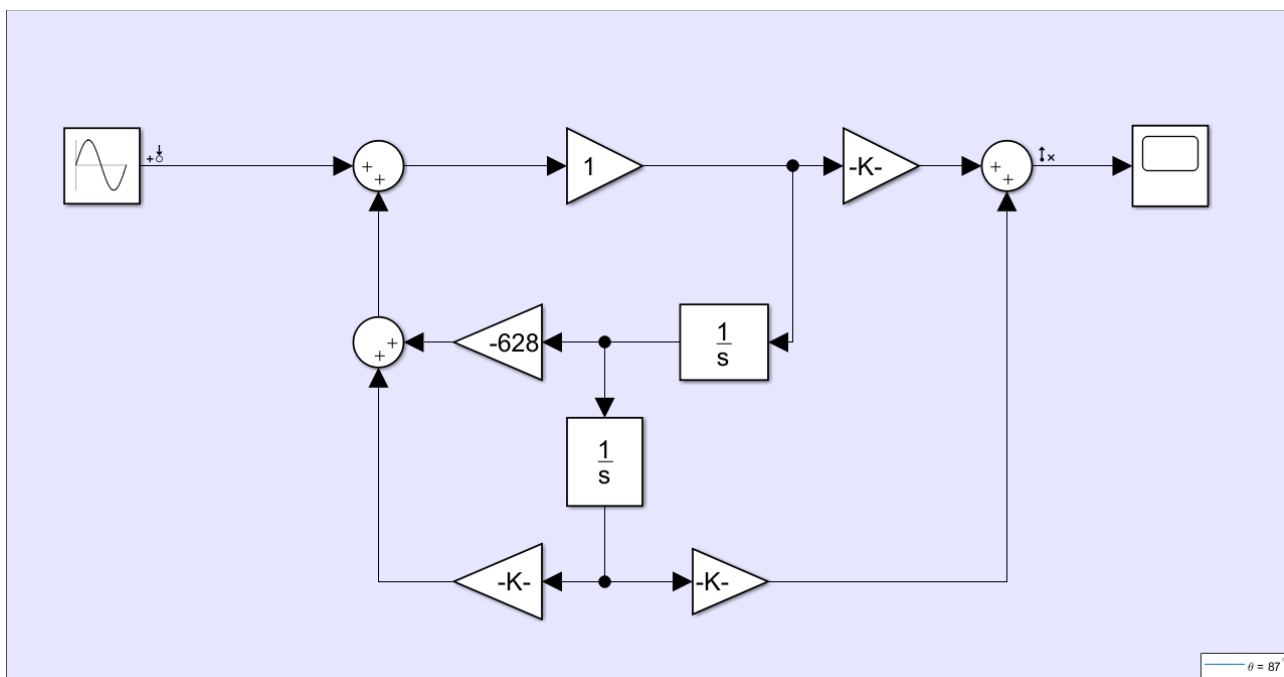 +
+
+
1
-K-
+
+
1
s
-628
+
+
1
s
-K-
-K-
θ = 87°